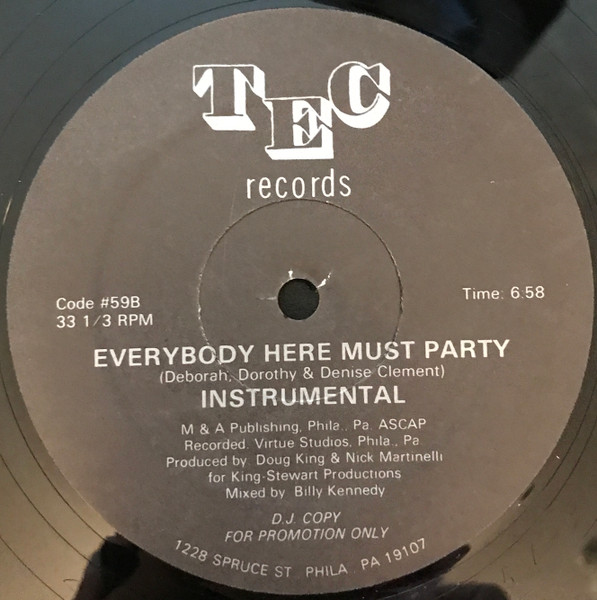 TEC
records
Code #59B
33 1/3 RPM
Time: 6:58
EVERYBODY HERE MUST PARTY
(Deborah, Dorothy & Denise Clement)
INSTRUMENTAL
M & A Publishing, Phila., Pa. ASCAP
Recorded: Virtue Studios, Phila., Pa.
Produced by: Doug King & Nick Martinelli
for King-Stewart Productions
Mixed by: Billy Kennedy
D.J. COPY
FOR PROMOTION ONLY
1228 SPRUCE ST PHILA PA 19107